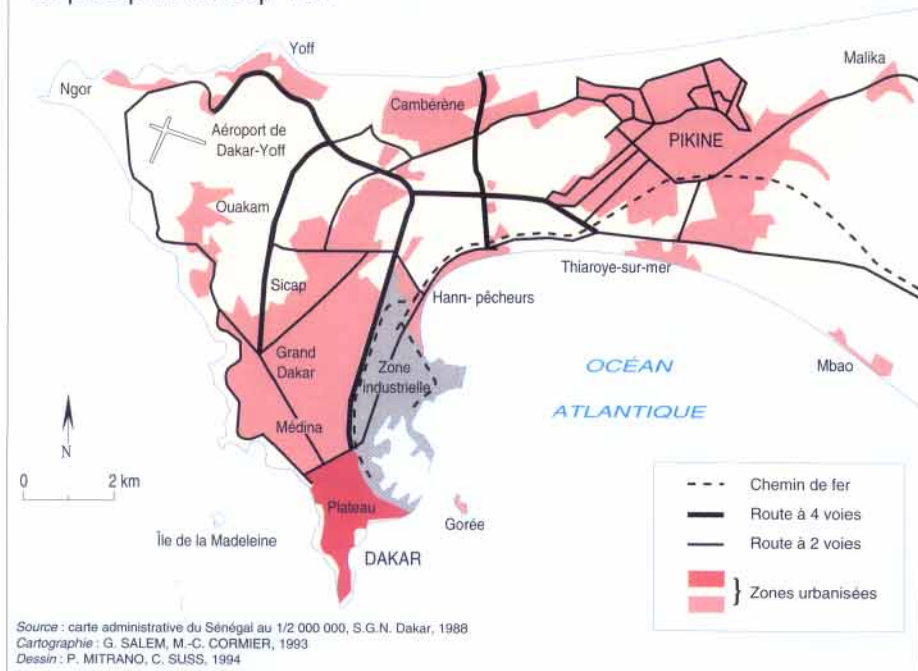 Yoff
Malika
Ngor
Cambérène
Aéroport de
Dakar-Yoff
PIKINE
Ouakam
Thiaroye-sur-mer
Sicap
Hann- pêcheurs
Grand
Dakar
Zone
industrielle
OCÉAN
ATLANTIQUE
Mbao
Médina
N
0 2 km
Plateau
Gorée
Île de la Madeleine
DAKAR
Chemin de fer
Route à 4 voies
Route à 2 voies
Zones urbanisées
Source : carte administrative du Sénégal au 1/2 000 000, S.G.N. Dakar, 1988
Cartographie : G. SALEM, M.-C. CORMIER, 1993
Dessin : P. MITRANO, C. SUSS, 1994